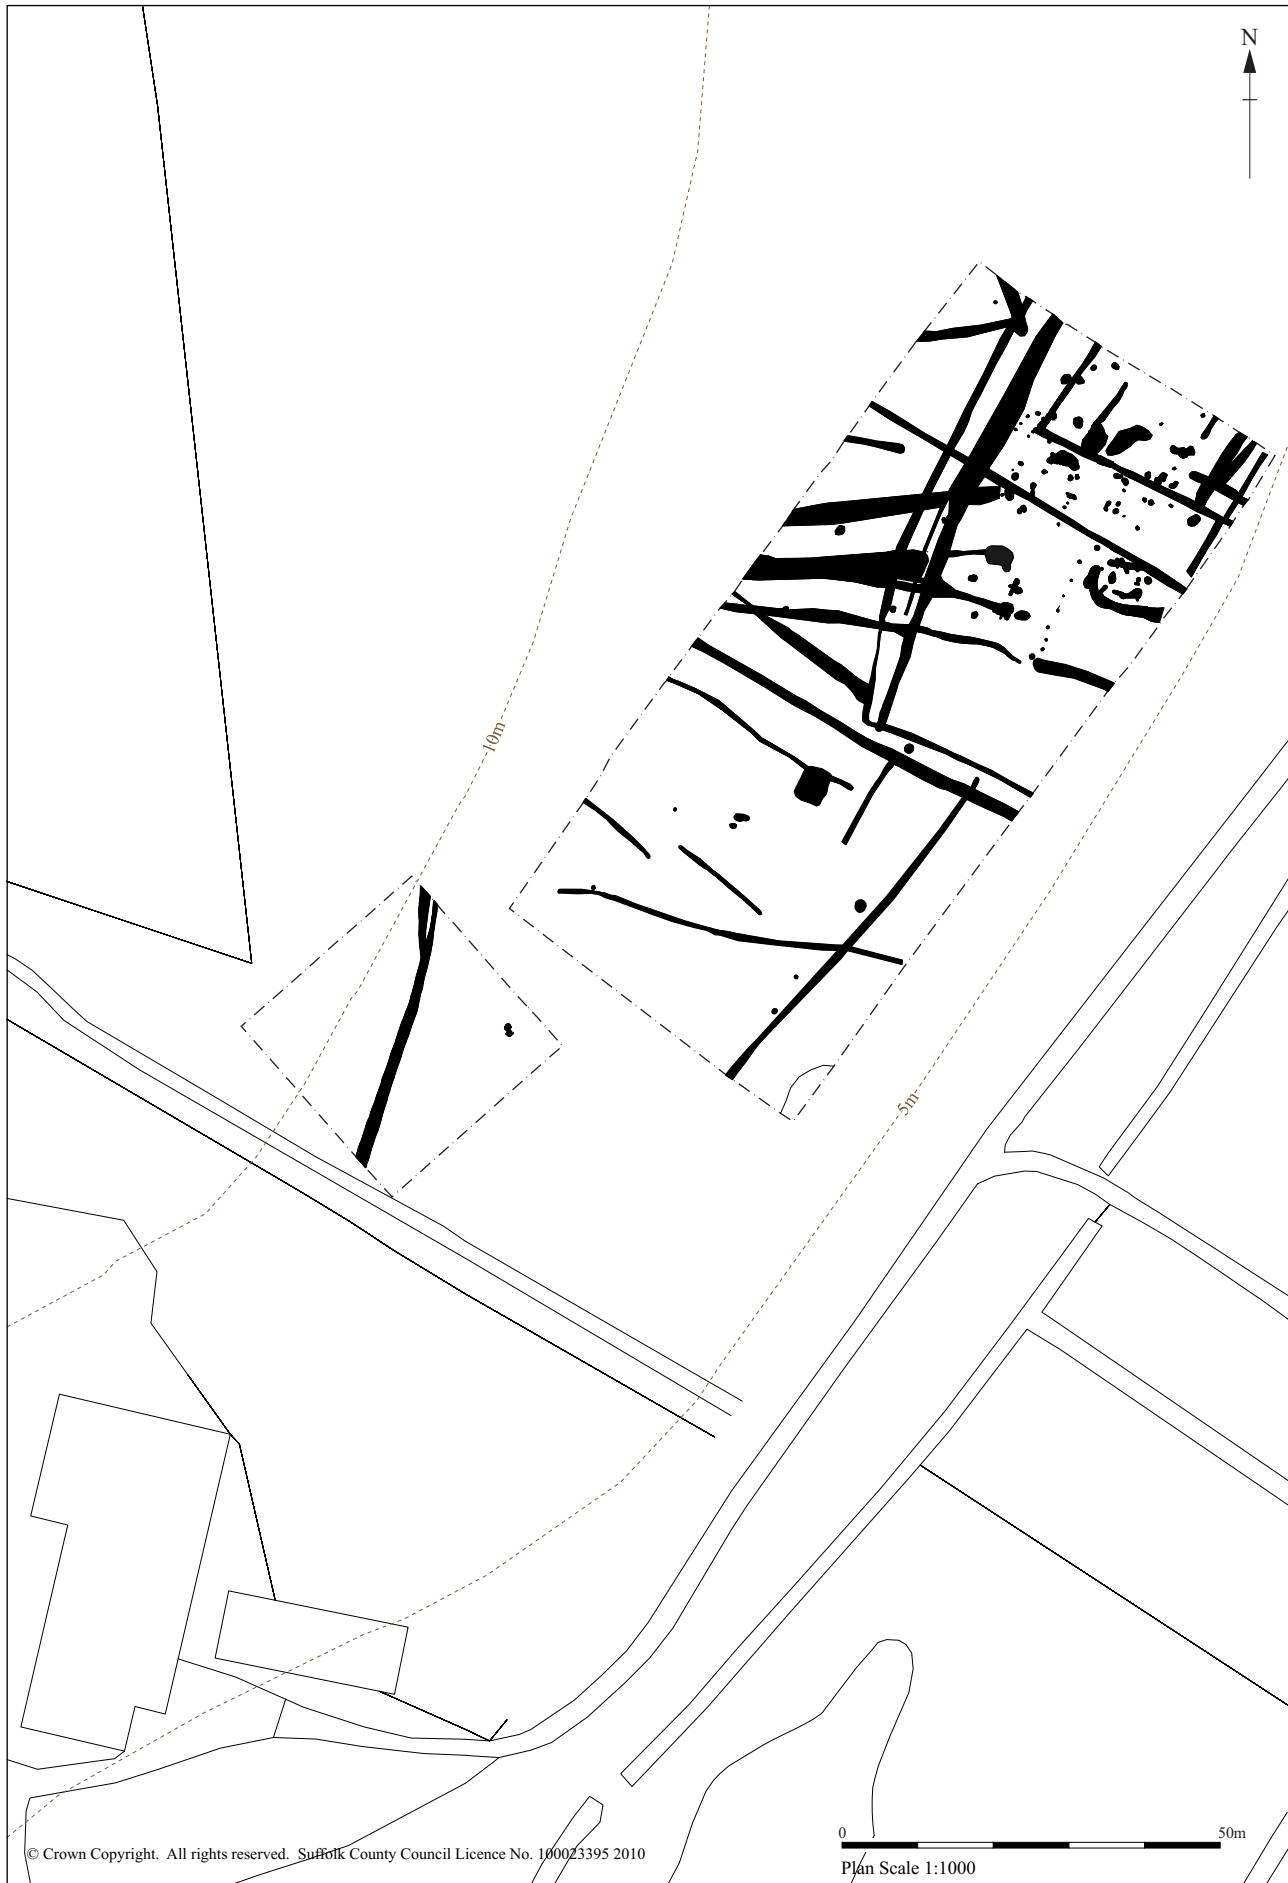 N
10m
5m
0 50m
© Crown Copyright. All rights reserved. Suffolk County Council Licence No. 100023395 2010
Plan Scale 1:1000